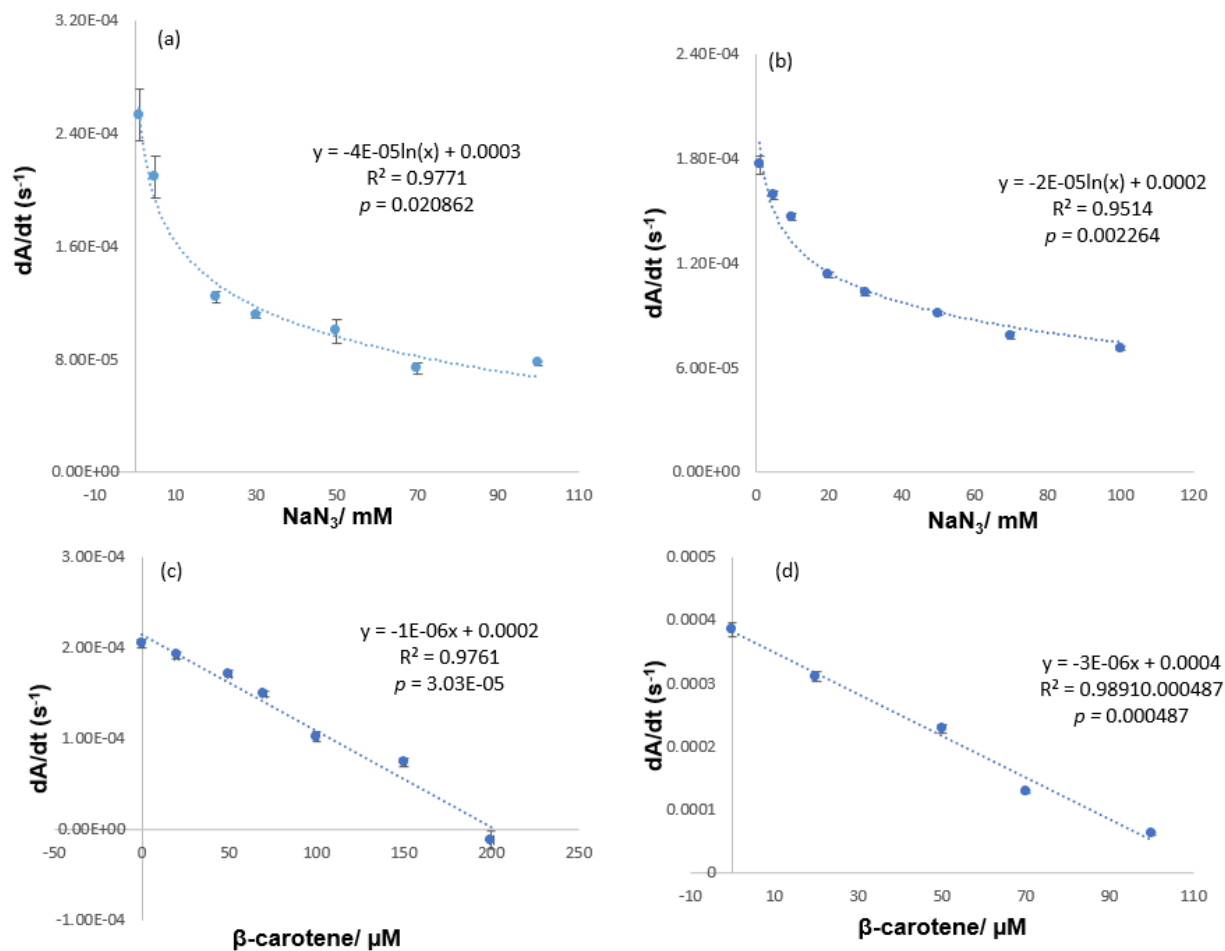 (a)
3.20E-04
2.40E-04
1.60E-04
8.00E-05
0.00E+00
dA/dt (s⁻¹)
y = -4E-05ln(x) + 0.0003
R² = 0.9771
p = 0.020862
-10 10 30 50 70 90 110
NaN₃/ mM
(b)
2.40E-04
1.80E-04
1.20E-04
6.00E-05
0.00E+00
dA/dt (s⁻¹)
y = -2E-05ln(x) + 0.0002
R² = 0.9514
p = 0.002264
0 20 40 60 80 100 120
NaN₃/ mM
(c)
3.00E-04
2.00E-04
1.00E-04
0.00E+00
-1.00E-04
dA/dt (s⁻¹)
y = -1E-06x + 0.0002
R² = 0.9761
p = 3.03E-05
-50 0 50 100 150 200 250
β-carotene/ µM
(d)
0.0005
0.0004
0.0003
0.0002
0.0001
0
dA/dt (s⁻¹)
y = -3E-06x + 0.0004
R² = 0.98910.000487
p = 0.000487
-10 10 30 50 70 90 110
β-carotene/ µM